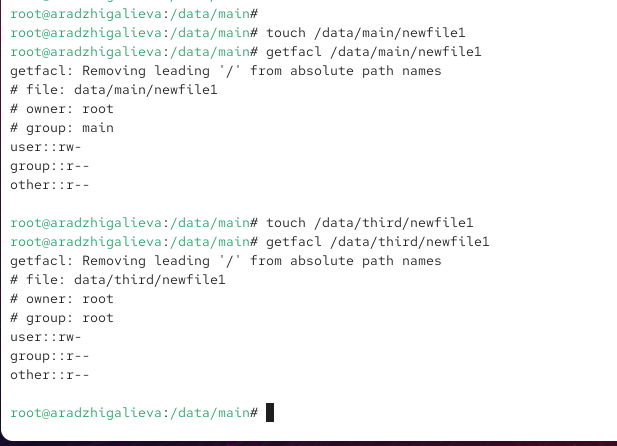 root@aradzhigalieva:/data/main#
root@aradzhigalieva:/data/main# touch /data/main/newfile1
root@aradzhigalieva:/data/main# getfacl /data/main/newfile1
getfacl: Removing leading '/' from absolute path names
# file: data/main/newfile1
# owner: root
# group: main
user::rw-
group::r--
other::r--
root@aradzhigalieva:/data/main# touch /data/third/newfile1
root@aradzhigalieva:/data/main# getfacl /data/third/newfile1
getfacl: Removing leading '/' from absolute path names
# file: data/third/newfile1
# owner: root
# group: root
user::rw-
group::r--
other::r--
root@aradzhigalieva:/data/main#